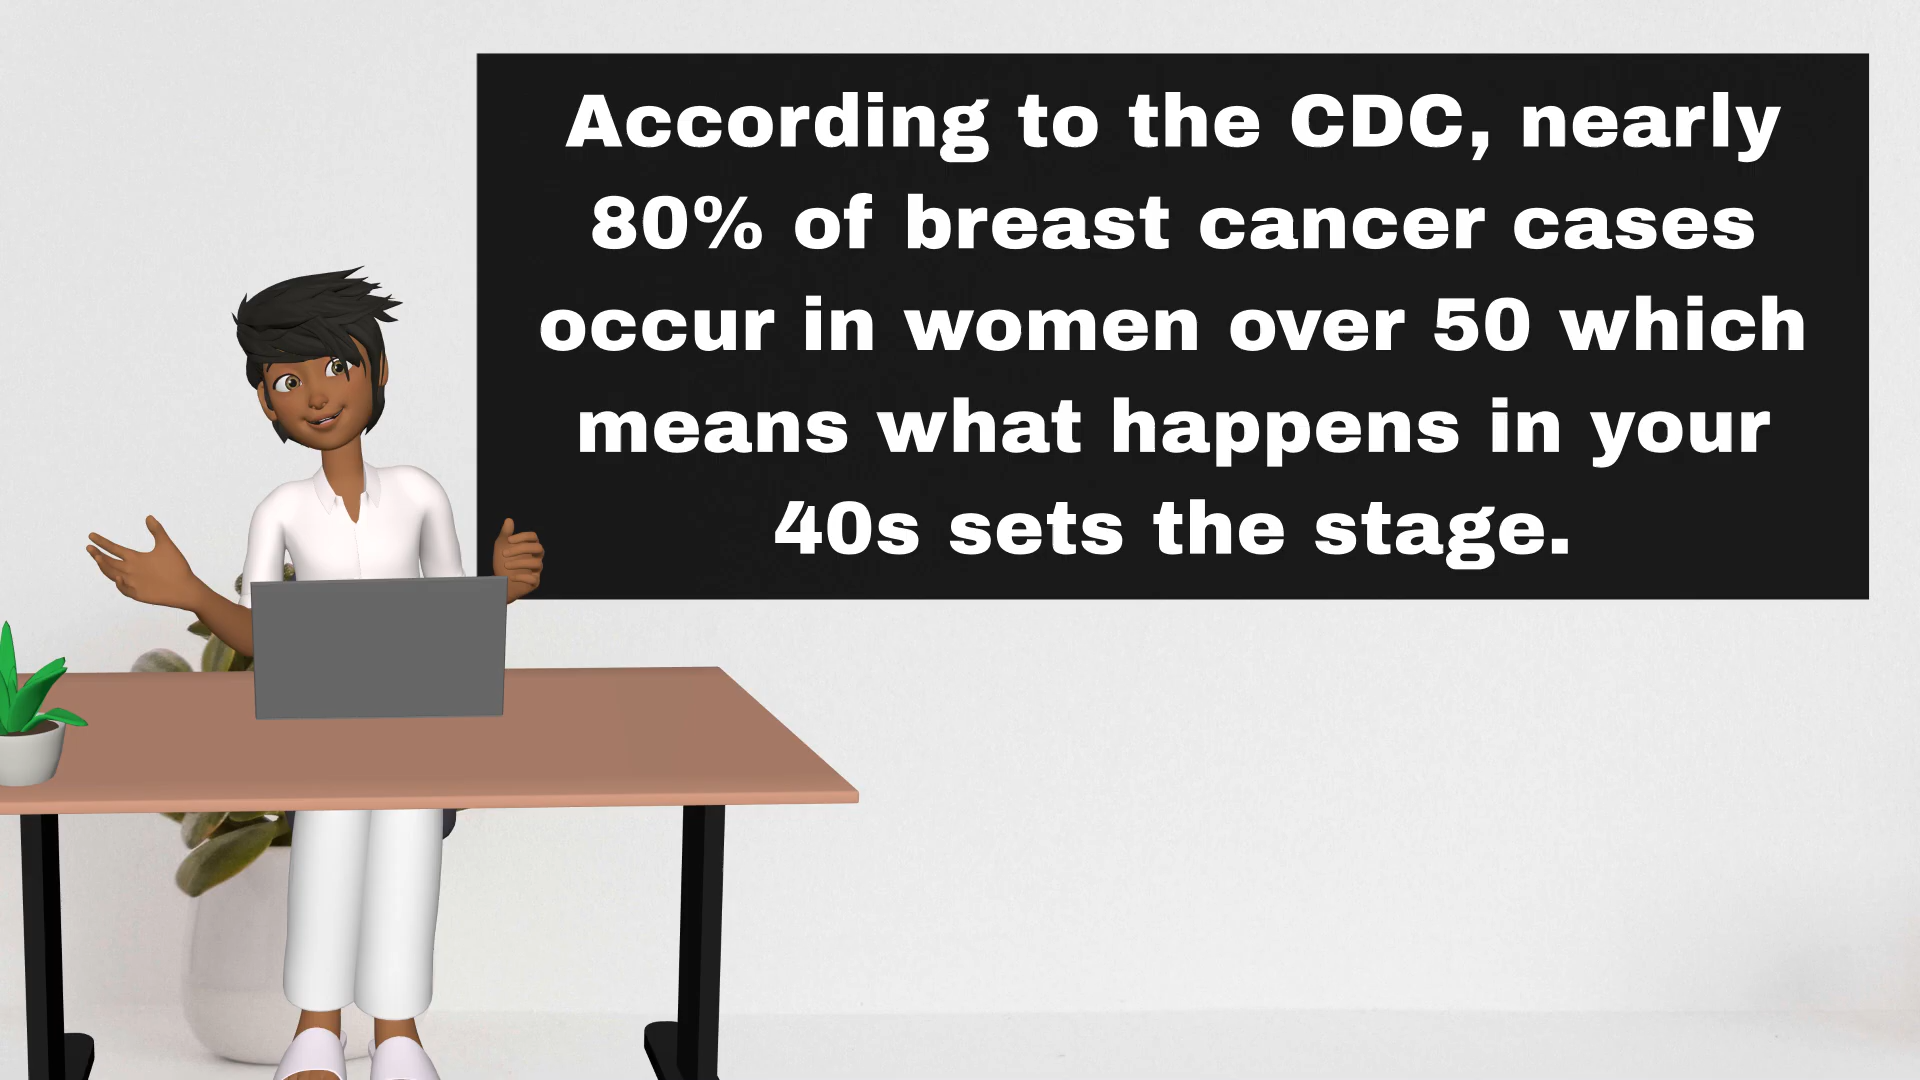 According to the CDC, nearly
80% of breast cancer cases
occur in women over 50 which
means what happens in your
40s sets the stage.